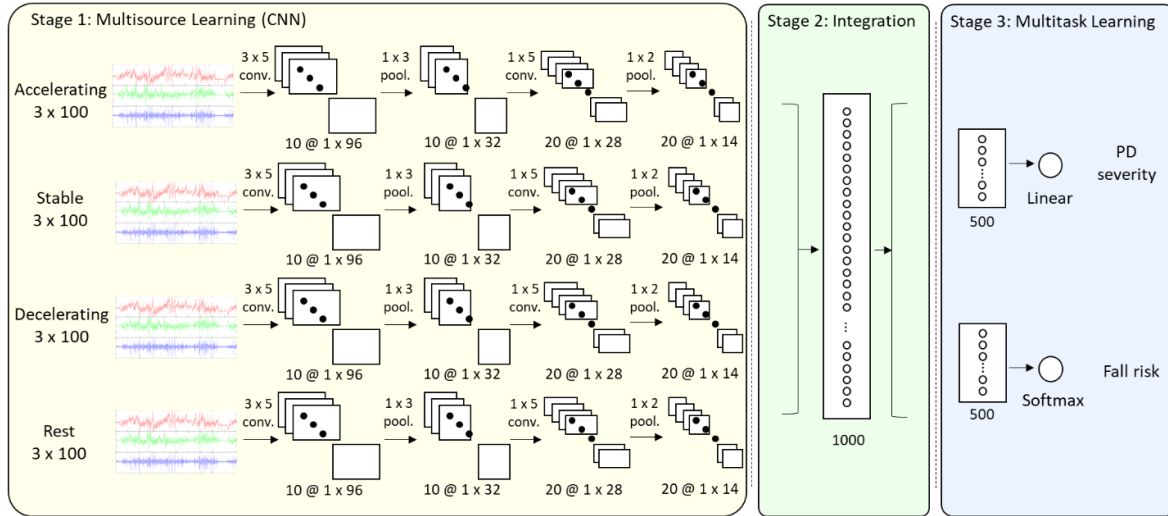 Stage 1: Multisource Learning (CNN)
Accelerating
3 x 100
3 x 5
conv.
1 x 3
pool.
1 x 5
conv.
1 x 2
pool.
10 @ 1 x 96
10 @ 1 x 32
20 @ 1 x 28
20 @ 1 x 14
Stable
3 x 100
3 x 5
conv.
1 x 3
pool.
1 x 5
conv.
1 x 2
pool.
10 @ 1 x 96
10 @ 1 x 32
20 @ 1 x 28
20 @ 1 x 14
Decelerating
3 x 100
3 x 5
conv.
1 x 3
pool.
1 x 5
conv.
1 x 2
pool.
10 @ 1 x 96
10 @ 1 x 32
20 @ 1 x 28
20 @ 1 x 14
Rest
3 x 100
3 x 5
conv.
1 x 3
pool.
1 x 5
conv.
1 x 2
pool.
10 @ 1 x 96
10 @ 1 x 32
20 @ 1 x 28
20 @ 1 x 14
Stage 2: Integration
1000
Stage 3: Multitask Learning
500
Linear
PD
severity
500
Softmax
Fall risk